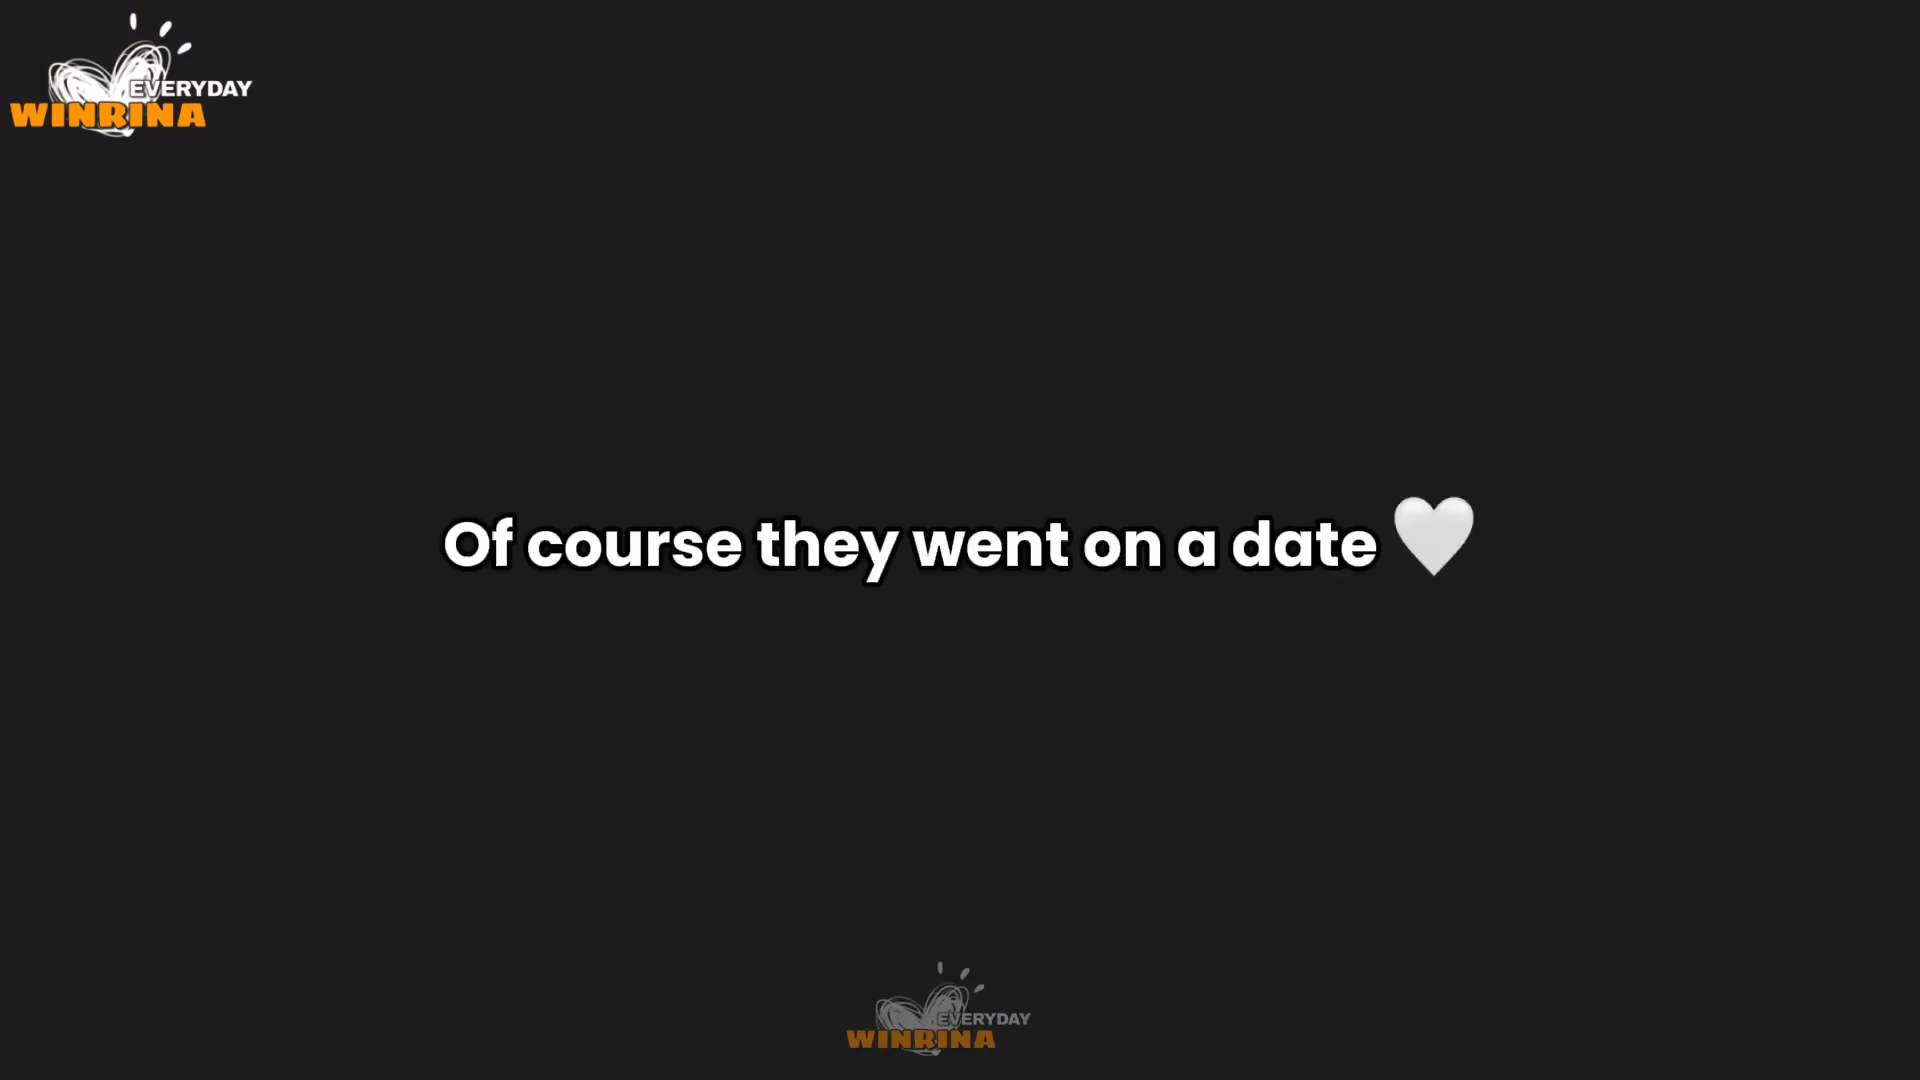 EVERYDAY
WINRINA
Of course they went on a date 🤍
EVERYDAY
WINRINA